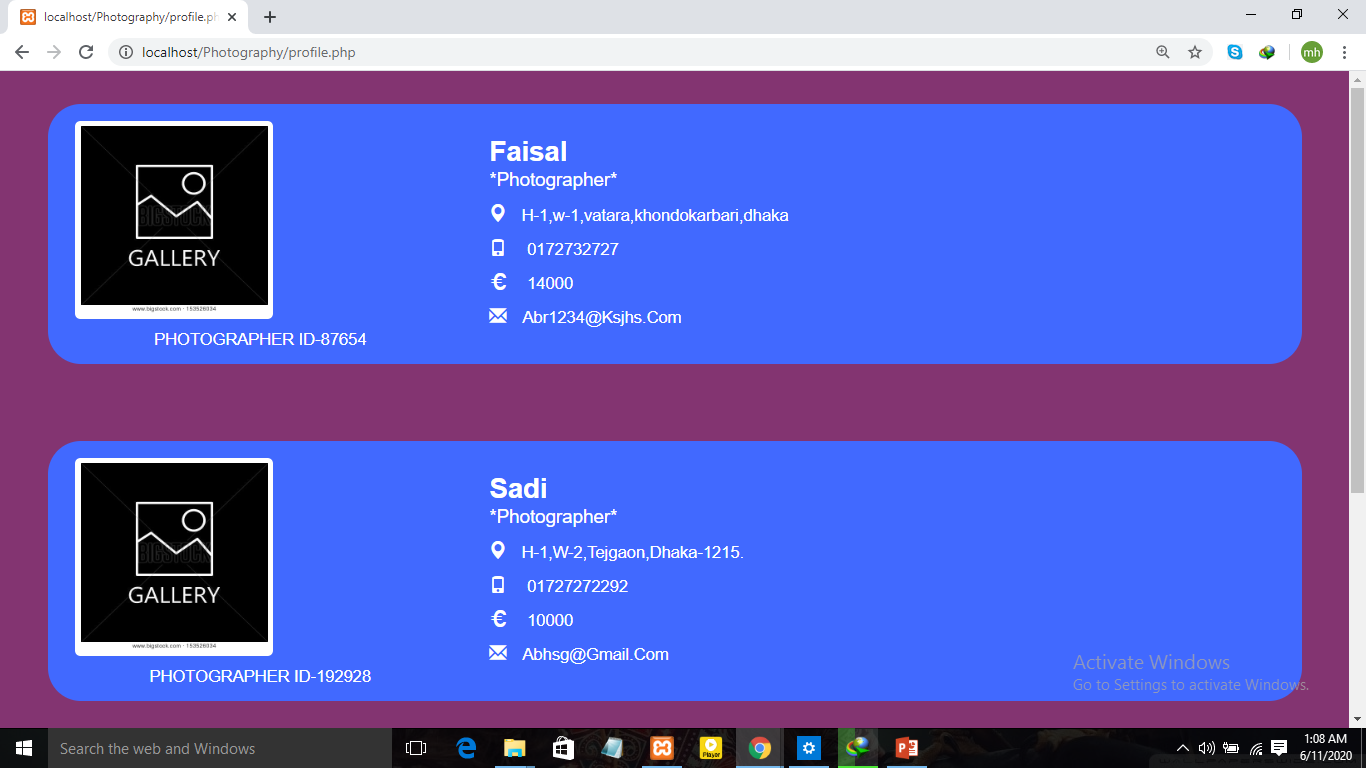 localhost/Photography/profile.ph
localhost/Photography/profile.php
mh
GALLERY
www.bigstock.com · 153526034
PHOTOGRAPHER ID-87654
Faisal
*Photographer*
H-1,w-1,vatara,khondokarbari,dhaka
0172732727
€ 14000
Abr1234@Ksjhs.Com
BIGSTOCK
GALLERY
www.bigstock.com · 153526034
PHOTOGRAPHER ID-192928
Sadi
*Photographer*
H-1,W-2,Tejgaon,Dhaka-1215.
01727272292
€ 10000
Abhsg@Gmail.Com
Activate Windows
Go to Settings to activate Windows.
Search the web and Windows
Player
1:08 AM
6/11/2020